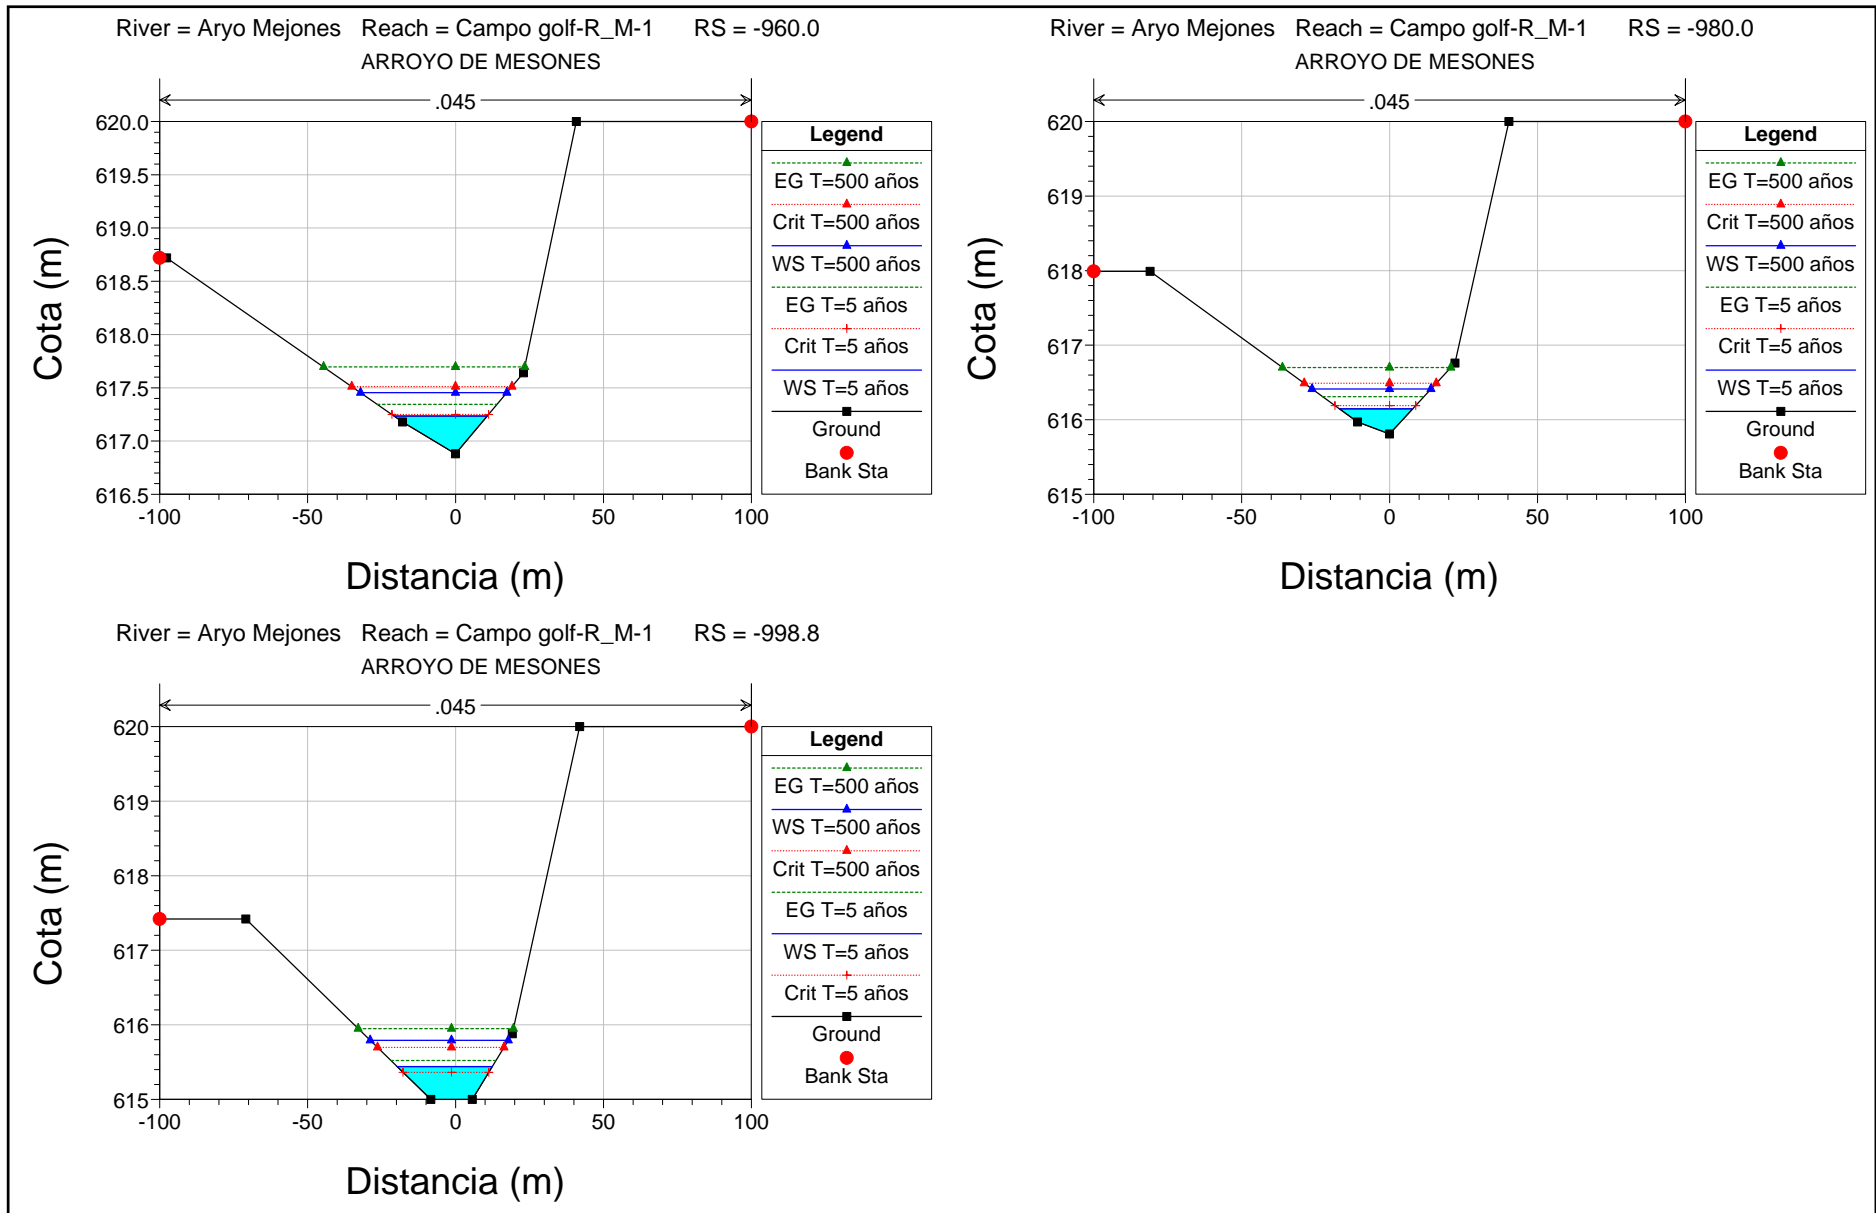 River = Aryo Mejones Reach = Campo golf-R_M-1 RS = -960.0
ARROYO DE MESONES
.045
620.0
619.5
619.0
618.5
618.0
617.5
617.0
616.5
-100 -50 0 50 100
Cota (m)
Distancia (m)
Legend
EG T=500 años
Crit T=500 años
WS T=500 años
EG T=5 años
Crit T=5 años
WS T=5 años
Ground
Bank Sta
River = Aryo Mejones Reach = Campo golf-R_M-1 RS = -980.0
ARROYO DE MESONES
.045
620
619
618
617
616
615
-100 -50 0 50 100
Cota (m)
Distancia (m)
Legend
EG T=500 años
Crit T=500 años
WS T=500 años
EG T=5 años
Crit T=5 años
WS T=5 años
Ground
Bank Sta
River = Aryo Mejones Reach = Campo golf-R_M-1 RS = -998.8
ARROYO DE MESONES
.045
620
619
618
617
616
615
-100 -50 0 50 100
Cota (m)
Distancia (m)
Legend
EG T=500 años
WS T=500 años
Crit T=500 años
EG T=5 años
WS T=5 años
Crit T=5 años
Ground
Bank Sta